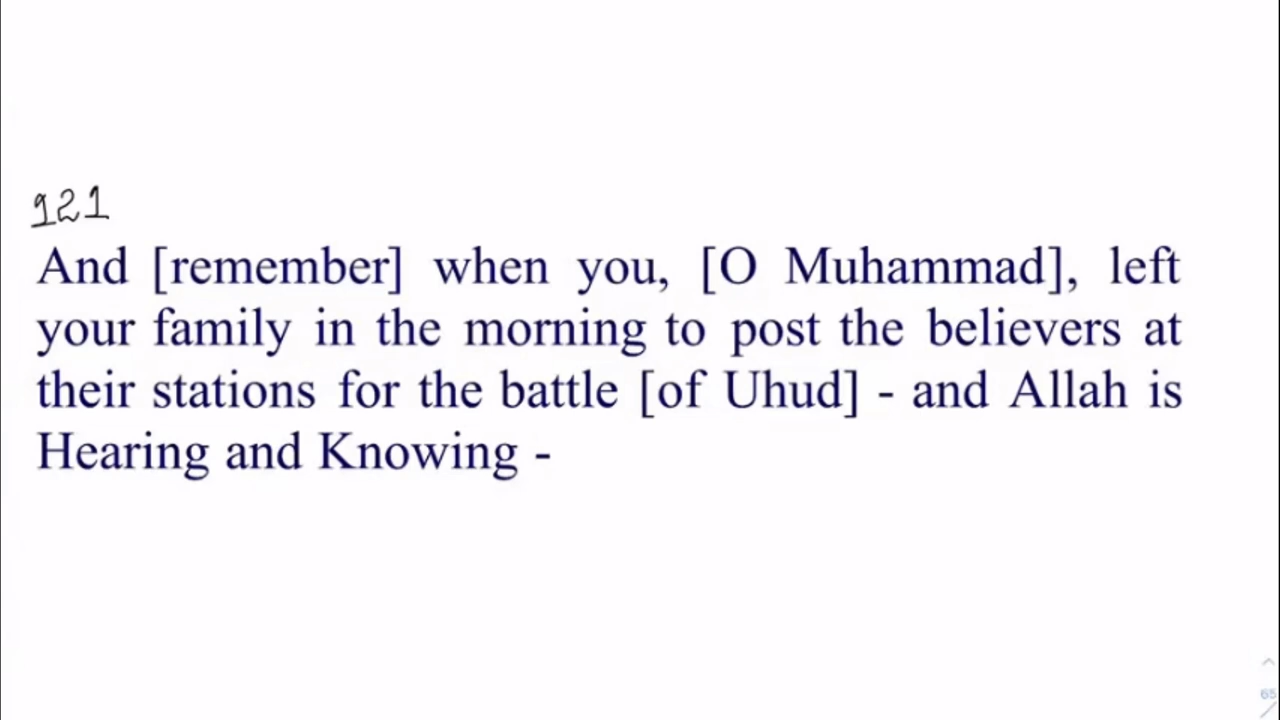 121
And [remember] when you, [O Muhammad], left
your family in the morning to post the believers at
their stations for the battle [of Uhud] - and Allah is
Hearing and Knowing -
65